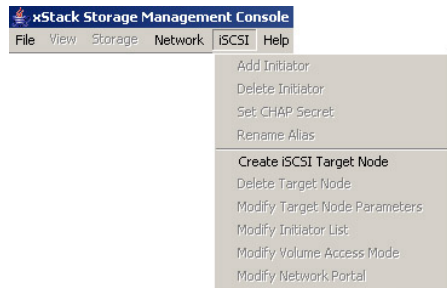 xStack Storage Management Console
File View Storage Network iSCSI Help
Add Initiator
Delete Initiator
Set CHAP Secret
Rename Alias
Create iSCSI Target Node
Delete Target Node
Modify Target Node Parameters
Modify Initiator List
Modify Volume Access Mode
Modify Network Portal